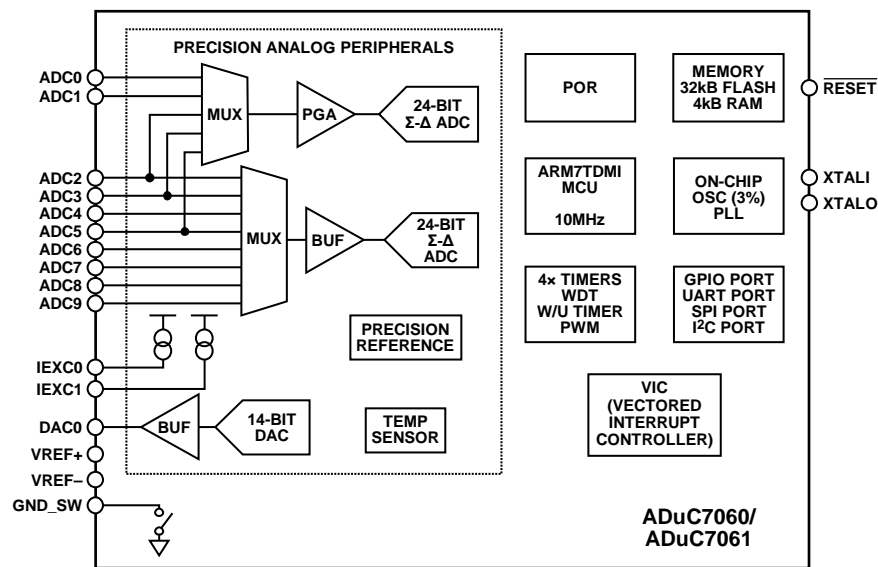 PRECISION ANALOG PERIPHERALS
ADC0
ADC1
MUX
PGA
24-BIT
Σ-Δ ADC
ADC2
ADC3
ADC4
ADC5
ADC6
ADC7
ADC8
ADC9
MUX
BUF
24-BIT
Σ-Δ
ADC
PRECISION
REFERENCE
IEXC0
IEXC1
DAC0
BUF
14-BIT
DAC
TEMP
SENSOR
VREF+
VREF–
GND_SW
POR
MEMORY
32kB FLASH
4kB RAM
RESET
ARM7TDMI
MCU
10MHz
ON-CHIP
OSC (3%)
PLL
XTALI
XTALO
4× TIMERS
WDT
W/U TIMER
PWM
GPIO PORT
UART PORT
SPI PORT
I²C PORT
VIC
(VECTORED
INTERRUPT
CONTROLLER)
ADuC7060/
ADuC7061